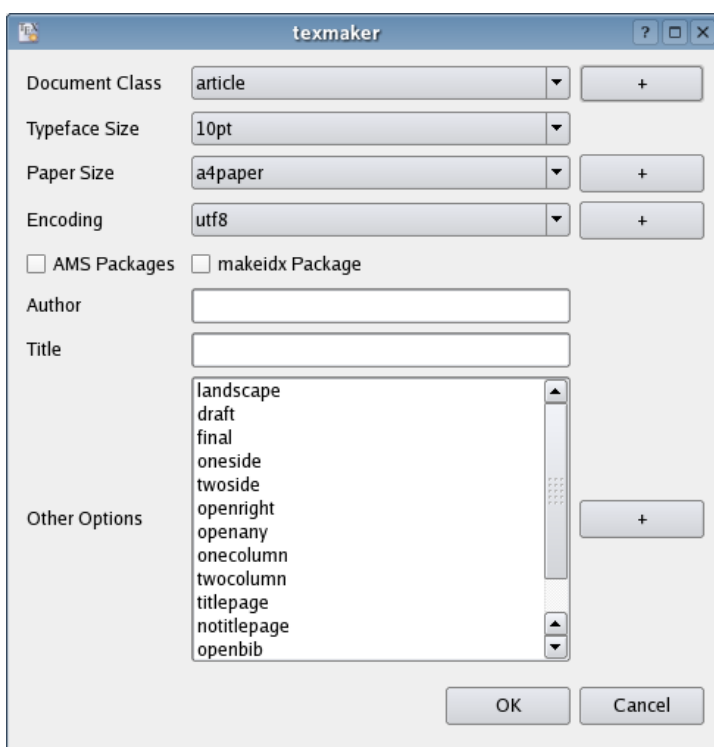 texmaker
Document Class article +
Typeface Size 10pt
Paper Size a4paper +
Encoding utf8 +
AMS Packages makeidx Package
Author
Title
landscape
draft
final
oneside
twoside
openright
Other Options +
openany
onecolumn
twocolumn
titlepage
notitlepage
openbib
OK Cancel